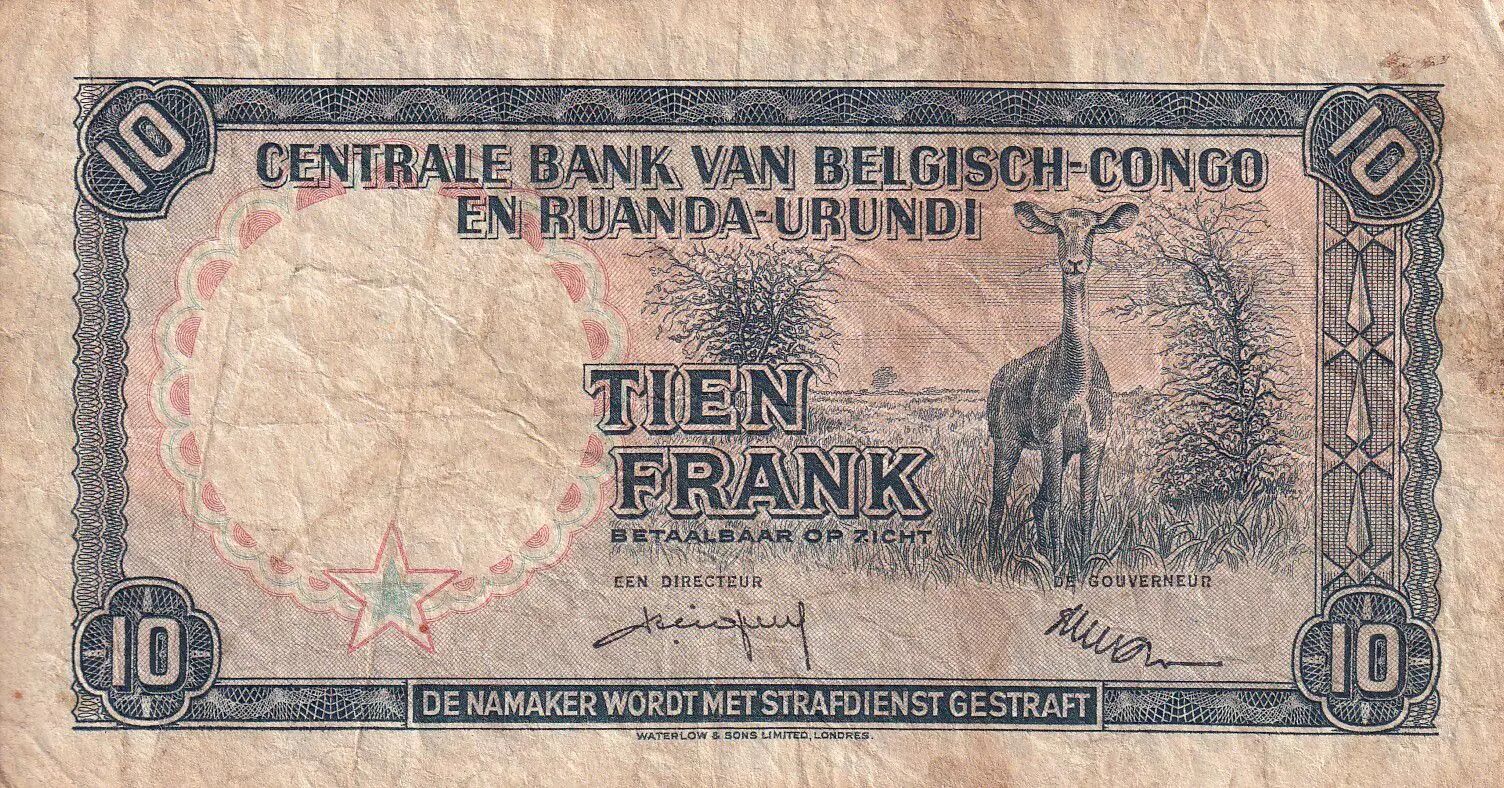 10
10
CENTRALE BANK VAN BELGISCH-CONGO
EN RUANDA-URUNDI
TIEN
FRANK
BETAALBAAR OP ZICHT
EEN DIRECTEUR
DE GOUVERNEUR
10
10
DE NAMAKER WORDT MET STRAFDIENST GESTRAFT
WATERLOW & SONS LIMITED, LONDRES.